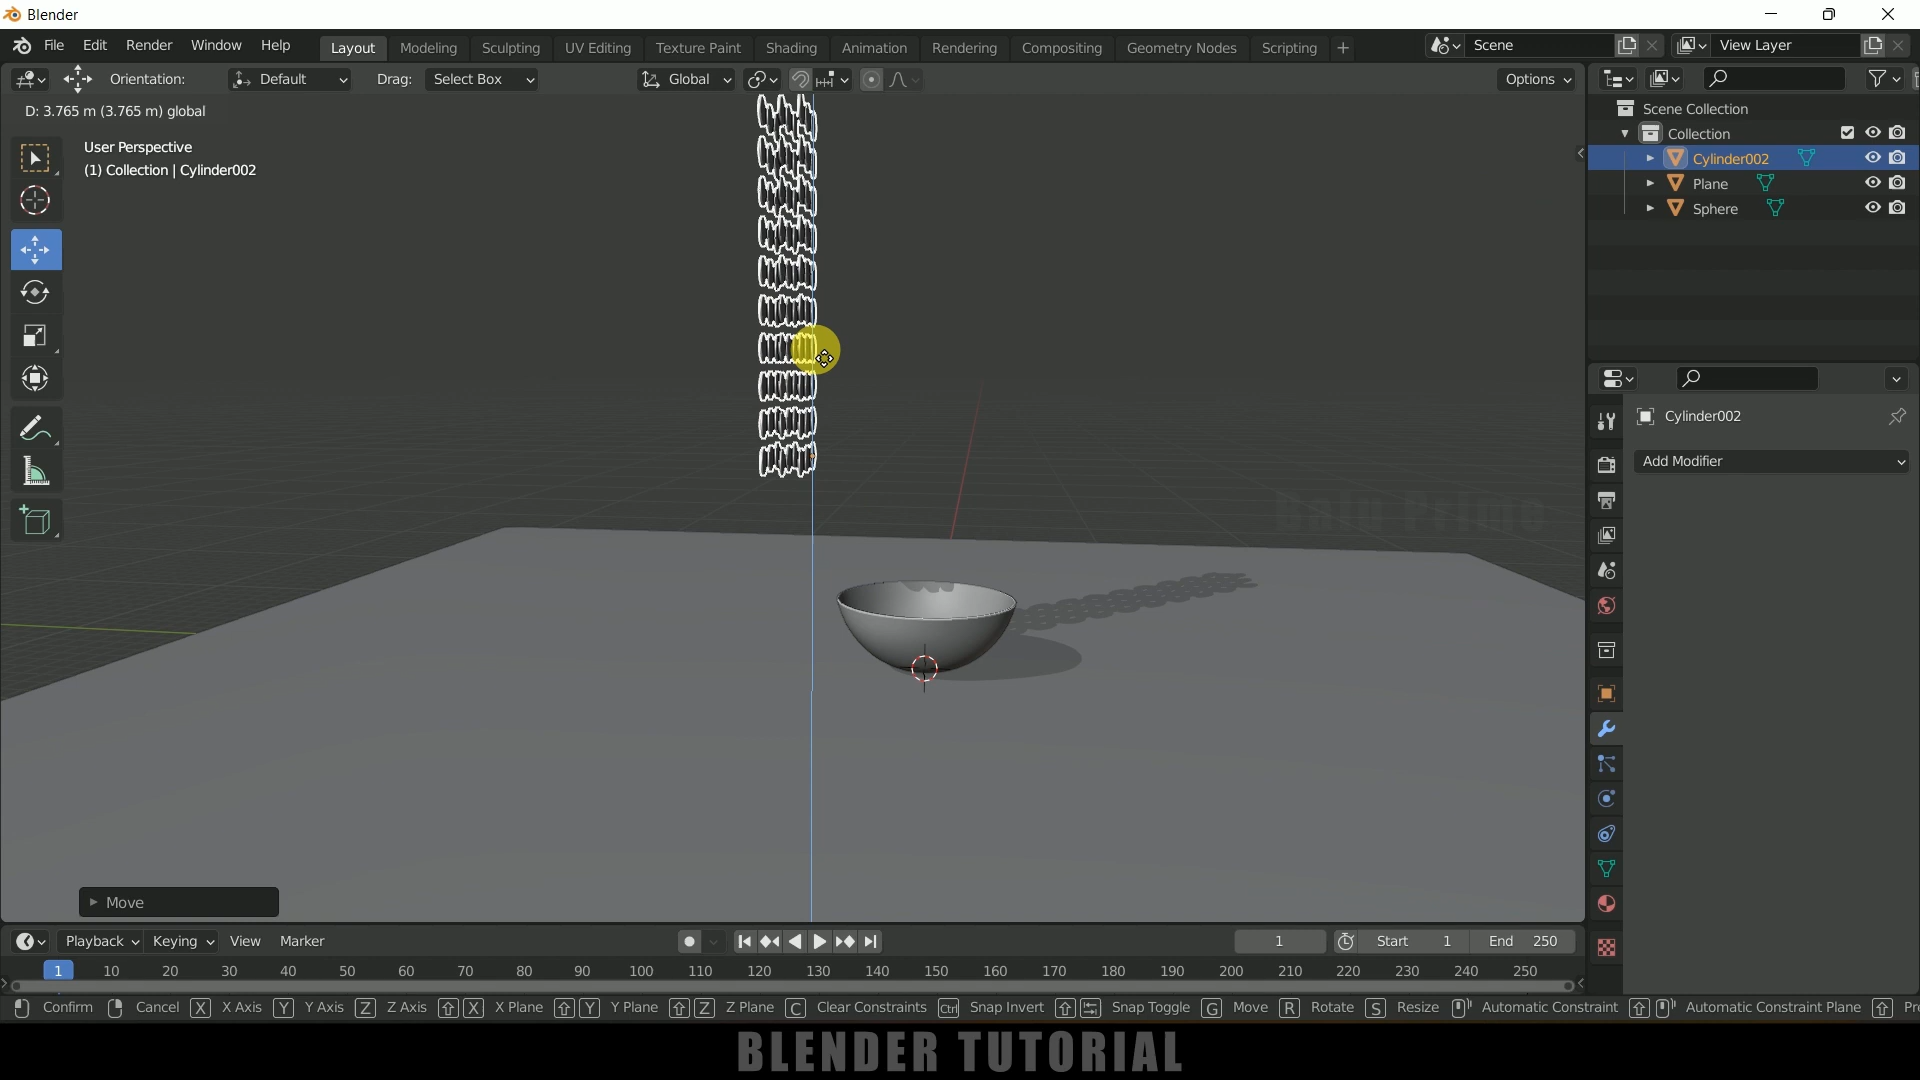 Blender
File Edit Render Window Help Layout Modeling Sculpting UV Editing Texture Paint Shading Animation Rendering Compositing Geometry Nodes Scripting + Scene View Layer
Orientation: Default Drag: Select Box Global Options
D: 3.765 m (3.765 m) global
Scene Collection
Collection
User Perspective
(1) Collection | Cylinder002
Cylinder002
Plane
Sphere
Cylinder002
Add Modifier
Baiu Primo
Move
Playback Keying View Marker 1 Start 1 End 250
1 10 20 30 40 50 60 70 80 90 100 110 120 130 140 150 160 170 180 190 200 210 220 230 240 250
Confirm Cancel X X Axis Y Y Axis Z Z Axis X X Plane Y Y Plane Z Z Plane C Clear Constraints Ctrl Snap Invert Snap Toggle G Move R Rotate S Resize Automatic Constraint Automatic Constraint Plane
BLENDER TUTORIAL